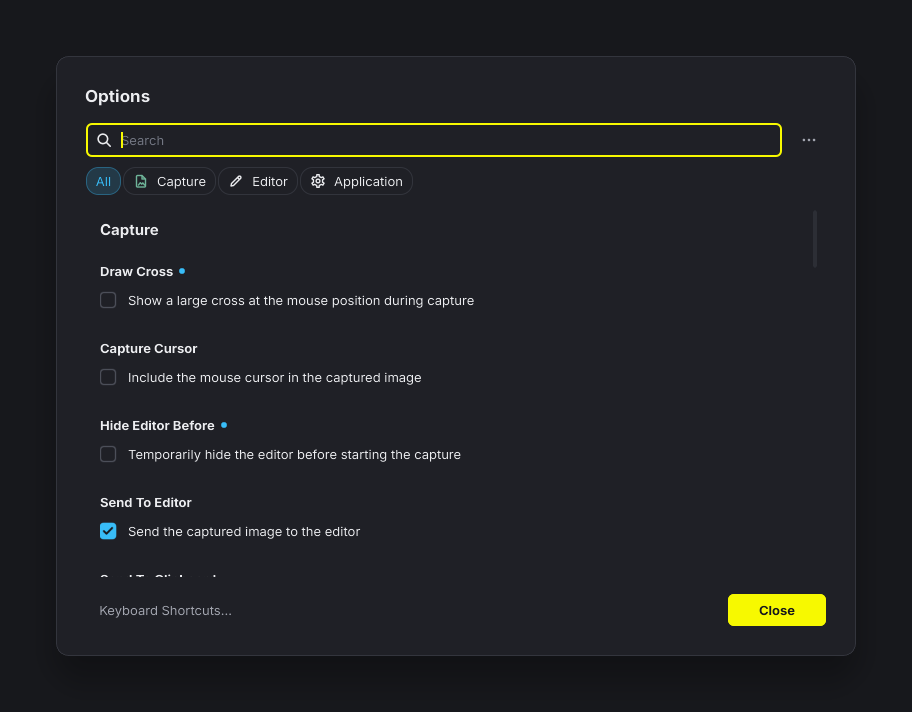 Options
Search
All Capture Editor Application
Capture
Draw Cross
Show a large cross at the mouse position during capture
Capture Cursor
Include the mouse cursor in the captured image
Hide Editor Before
Temporarily hide the editor before starting the capture
Send To Editor
Send the captured image to the editor
Keyboard Shortcuts...
Close